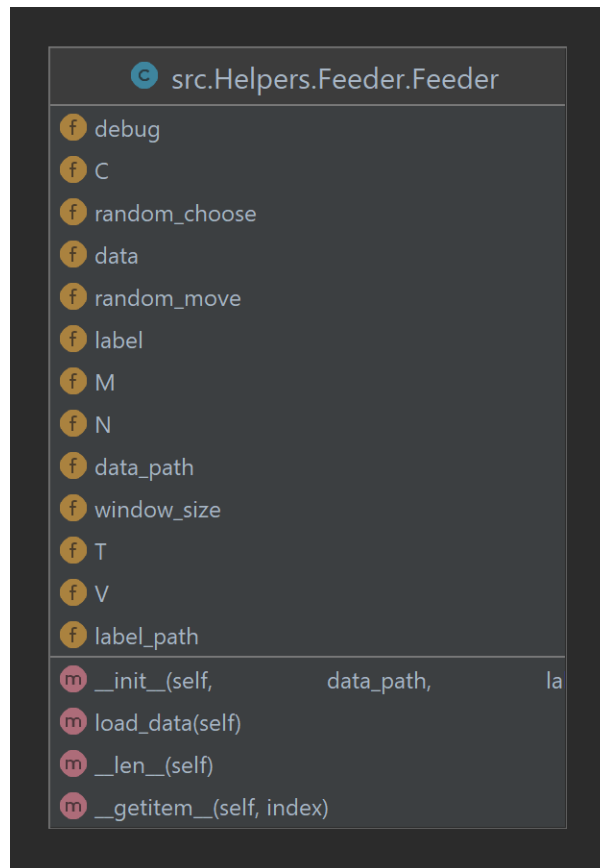 C src.Helpers.Feeder.Feeder
f debug
f C
f random_choose
f data
f random_move
f label
f M
f N
f data_path
f window_size
f T
f V
f label_path
m __init__(self, data_path, la
m load_data(self)
m __len__(self)
m __getitem__(self, index)